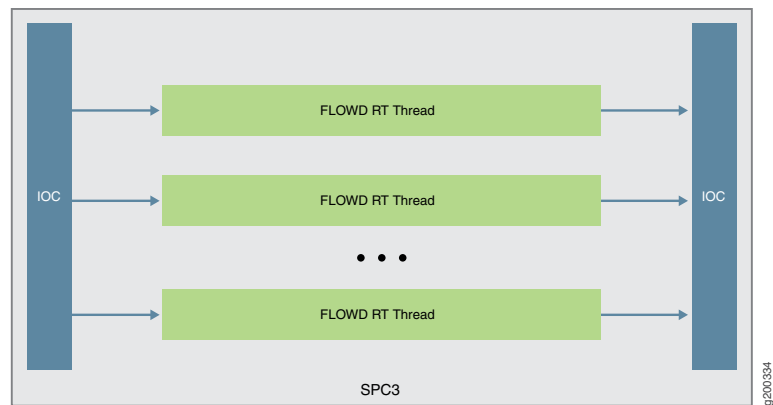 FLOWD RT Thread
IOC
FLOWD RT Thread
IOC
• • •
FLOWD RT Thread
SPC3
g200334